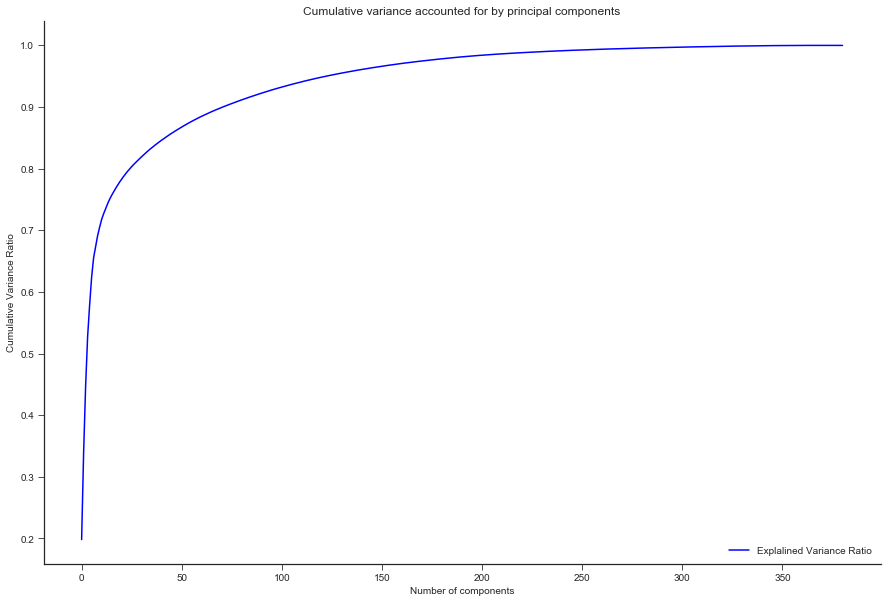 Cumulative variance accounted for by principal components
Cumulative Variance Ratio
1.0
0.9
0.8
0.7
0.6
0.5
0.4
0.3
0.2
0 50 100 150 200 250 300 350
Number of components
Explalined Variance Ratio